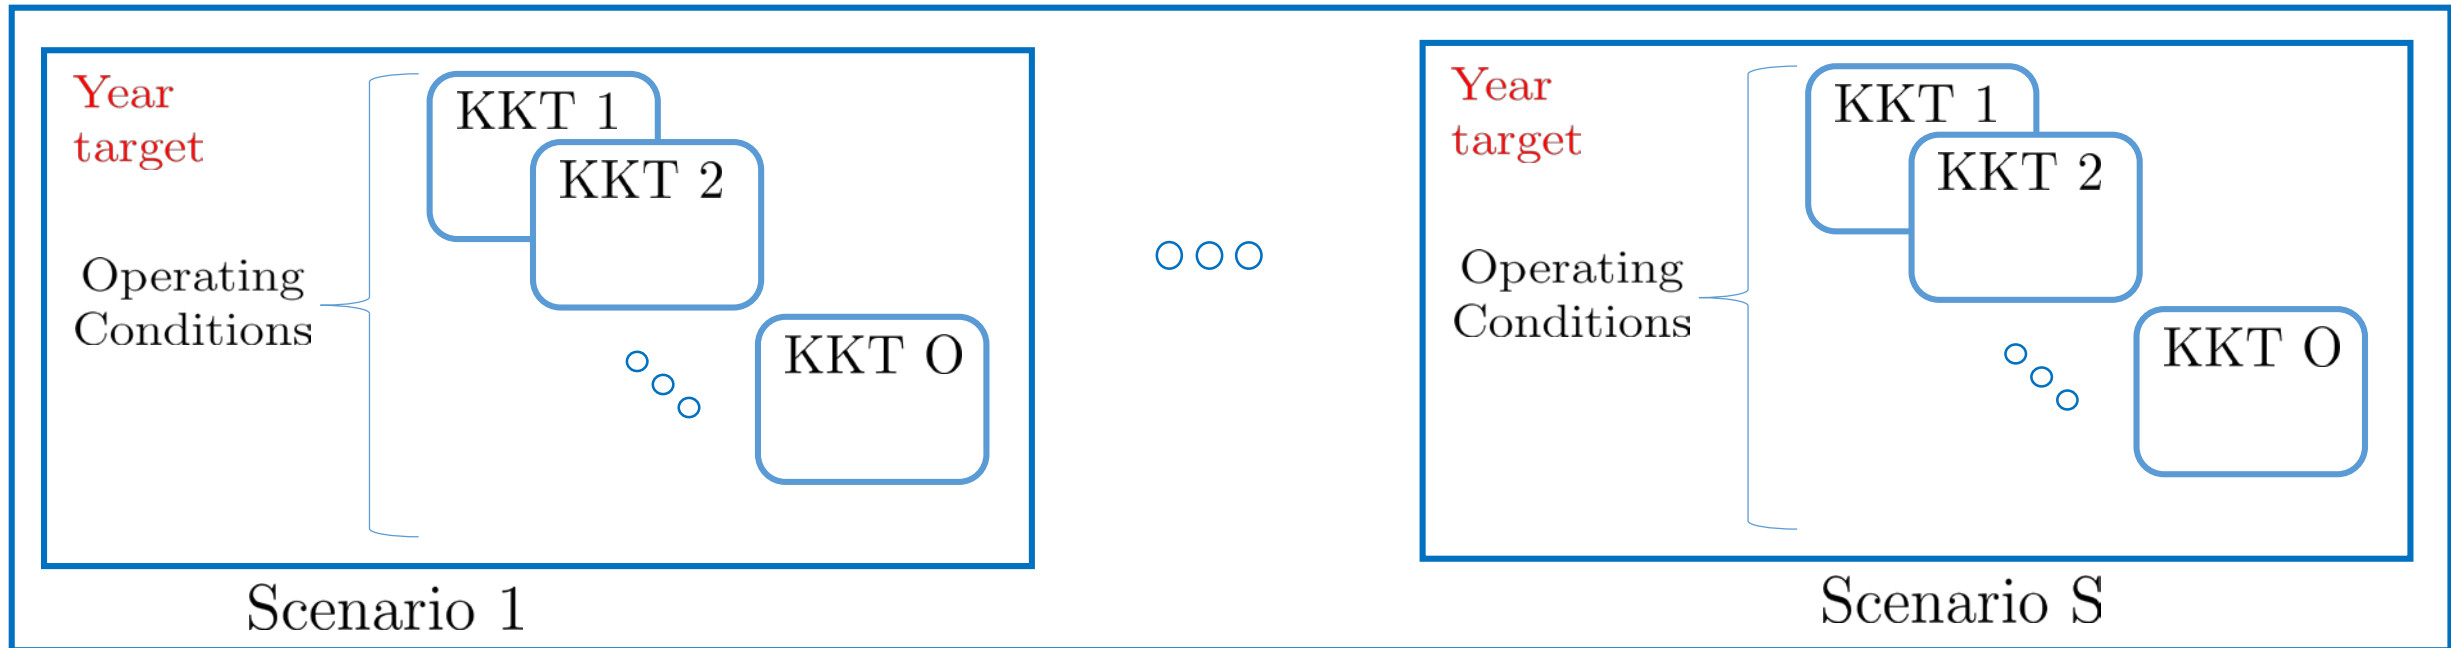 Year
target
KKT 1
KKT 2
Operating
Conditions
KKT O
Scenario 1
Year
target
KKT 1
KKT 2
Operating
Conditions
KKT O
Scenario S